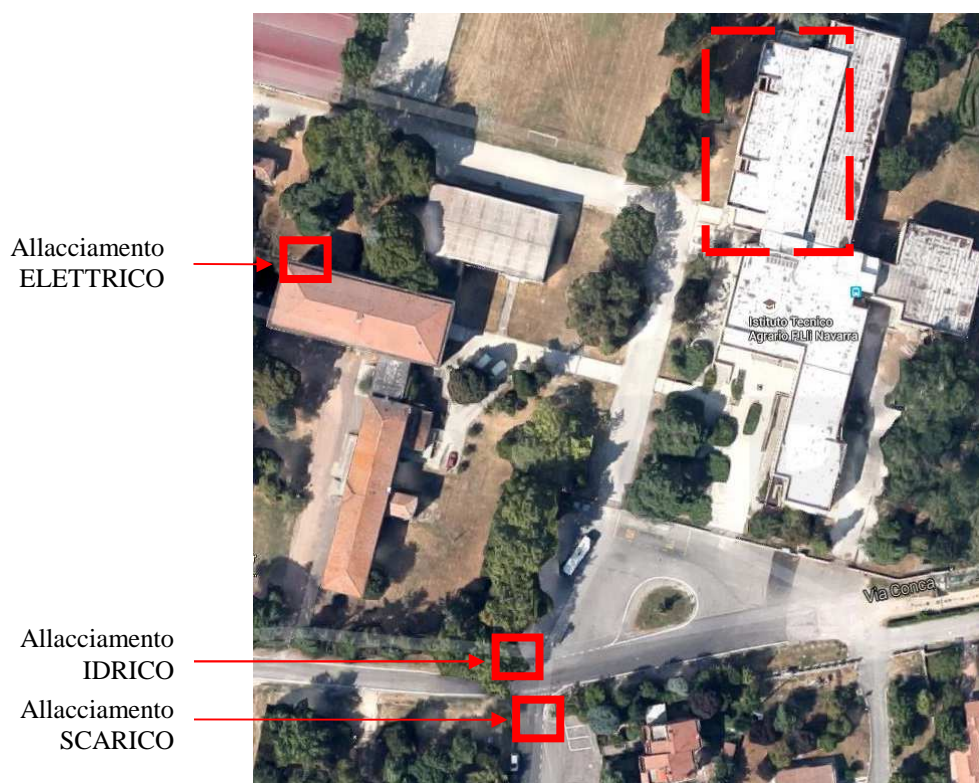 Allacciamento
ELETTRICO
Istituto Tecnico
Agrario F.Lli Navarra
Via Conca
Allacciamento
IDRICO
Allacciamento
SCARICO